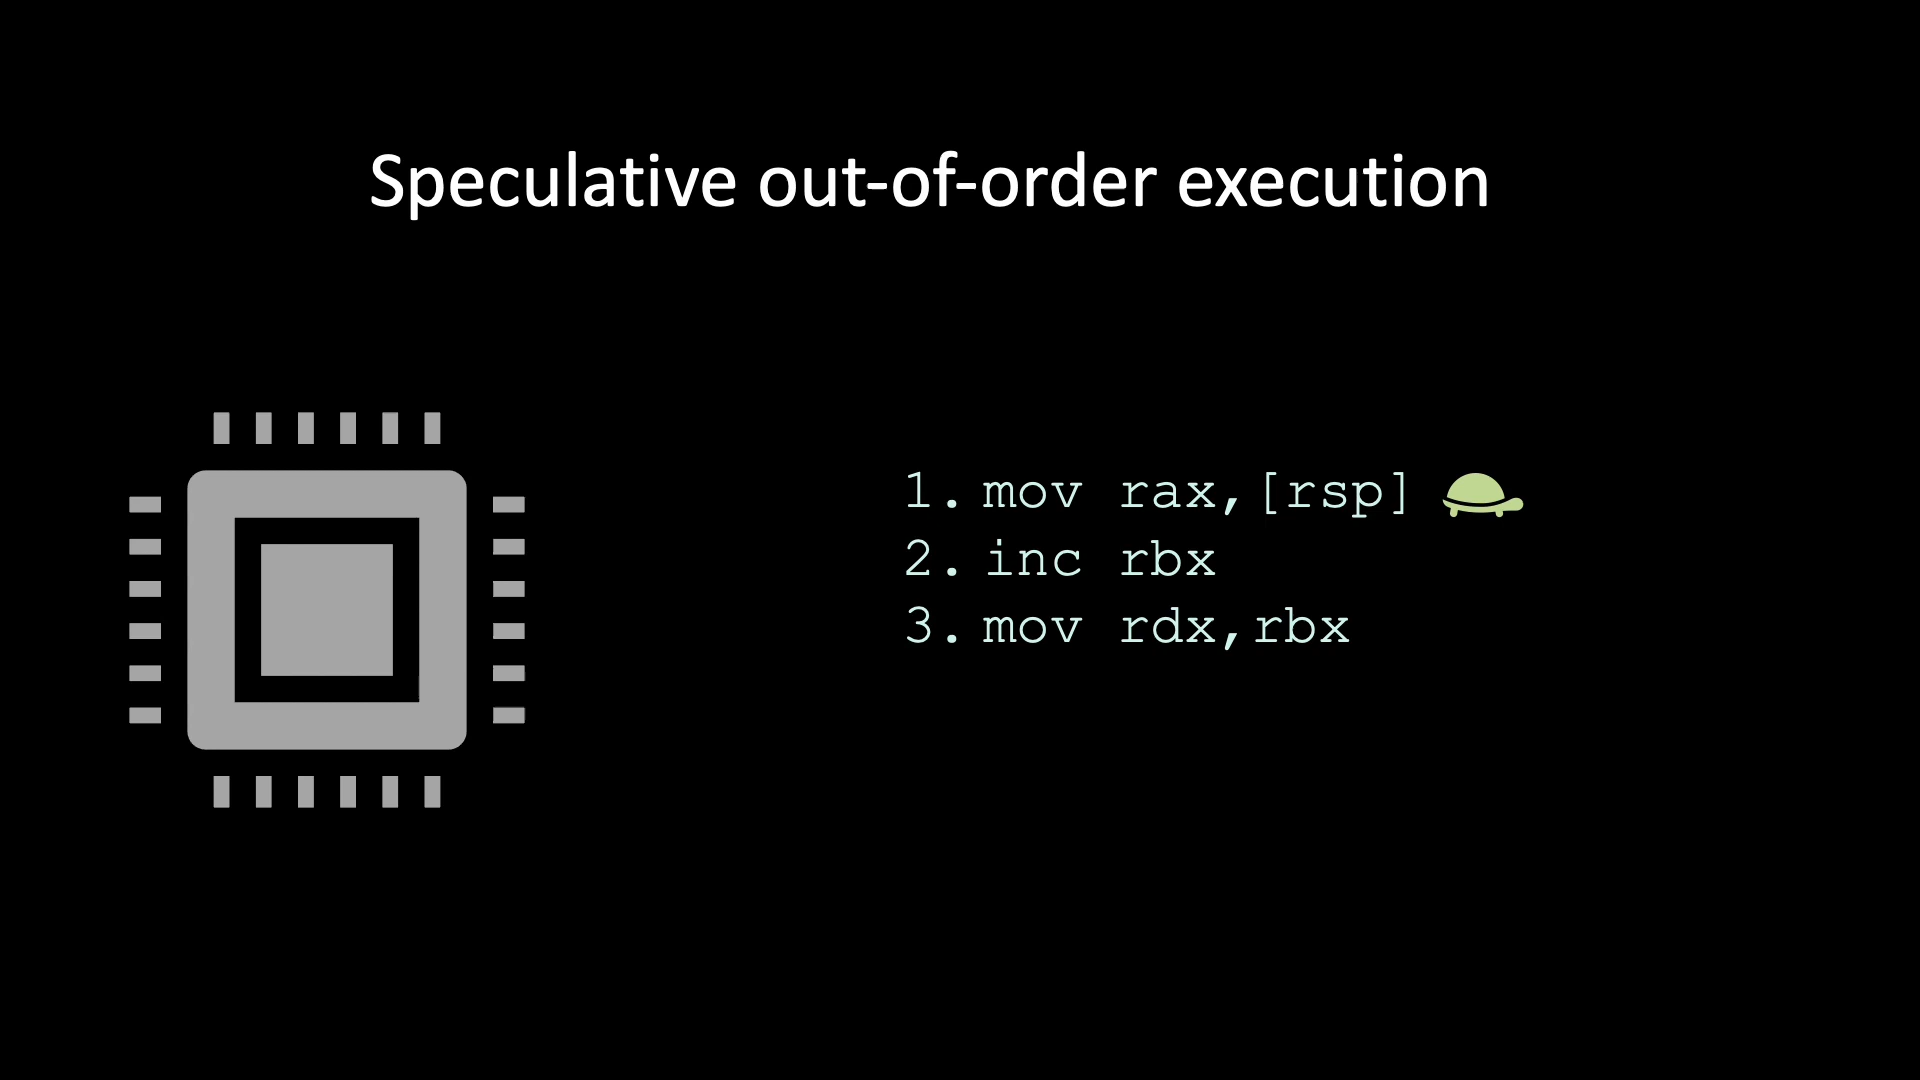 Speculative out-of-order execution
1. mov rax,[rsp]
2. inc rbx
3. mov rdx,rbx